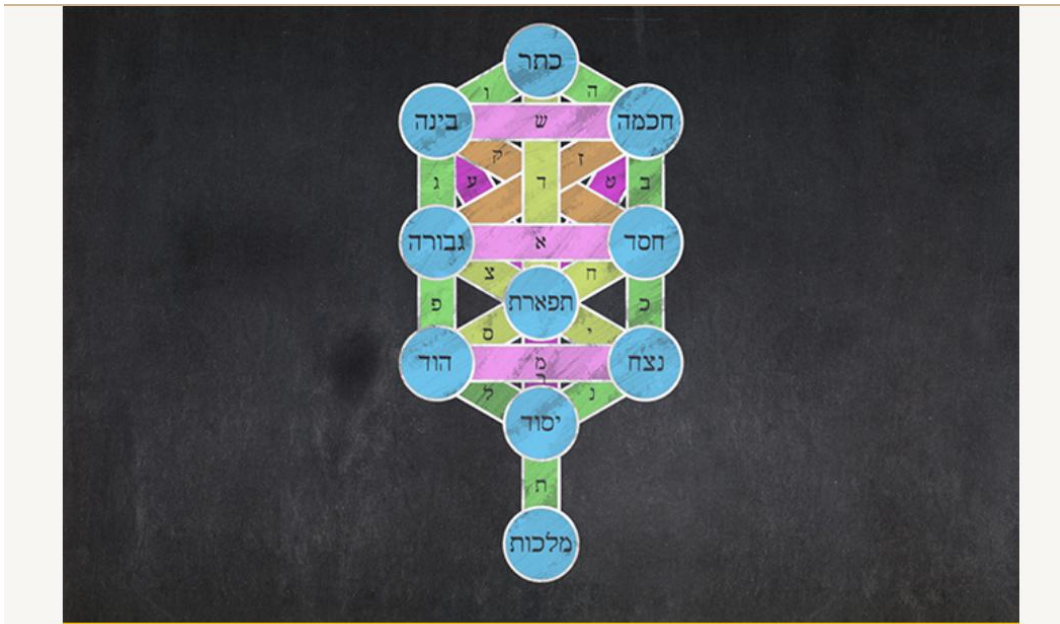 כתר
ה
ו
חכמה
ש
בינה
ז
ק
ב
ט
ד
ע
ג
חסד
א
גבורה
ח
צ
כ
תפארת
פ
י
ס
נצח
מ
הוד
ר
נ
ל
יסוד
ת
מלכות